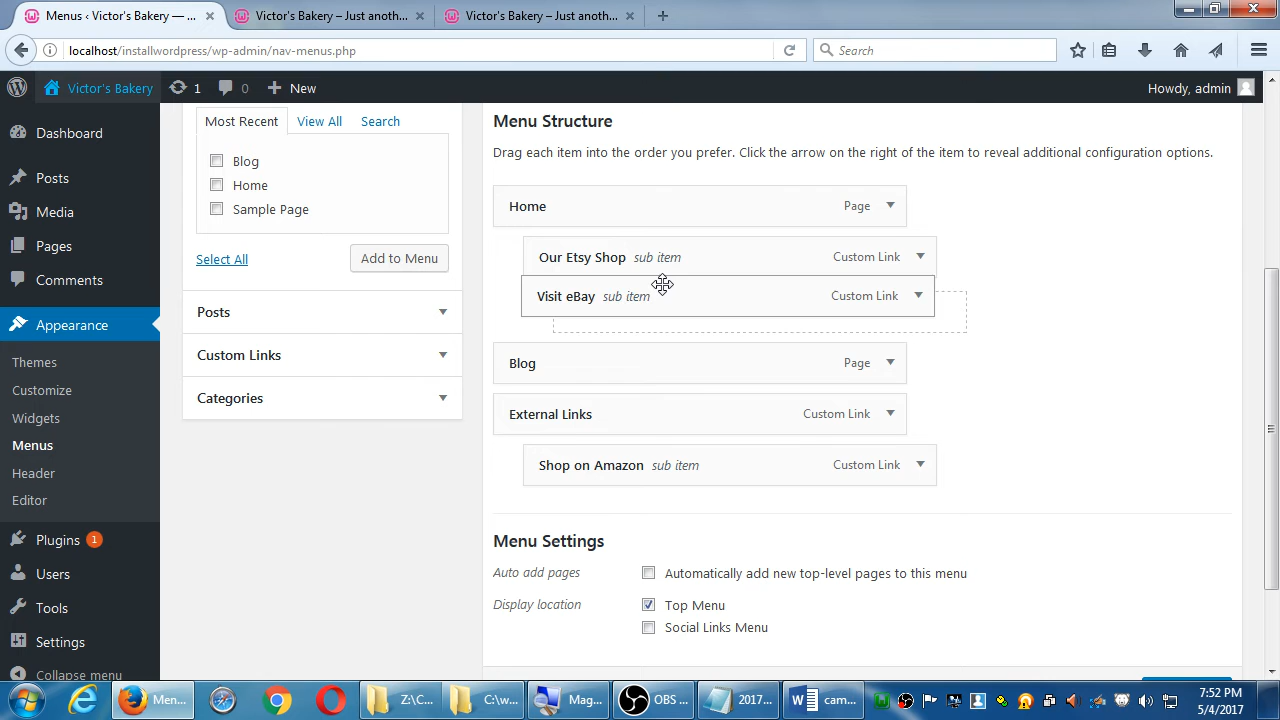 Menus ‹ Victor's Bakery — ...
Victor's Bakery – Just anoth...
Victor's Bakery – Just anoth...
localhost/installwordpress/wp-admin/nav-menus.php
Search
Victor's Bakery
1
0
New
Howdy, admin
Dashboard
Posts
Media
Pages
Comments
Appearance
Themes
Customize
Widgets
Menus
Header
Editor
Plugins 1
Users
Tools
Settings
Collapse menu
Most Recent
View All
Search
Blog
Home
Sample Page
Select All
Add to Menu
Posts
Custom Links
Categories
Menu Structure
Drag each item into the order you prefer. Click the arrow on the right of the item to reveal additional configuration options.
Home Page
Our Etsy Shop sub item Custom Link
Visit eBay sub item Custom Link
Blog Page
External Links Custom Link
Shop on Amazon sub item Custom Link
Menu Settings
Auto add pages
Automatically add new top-level pages to this menu
Display location
Top Menu
Social Links Menu
Men...
Z:\C...
C:\w...
Mag...
OBS ...
2017...
cam...
7:52 PM
5/4/2017